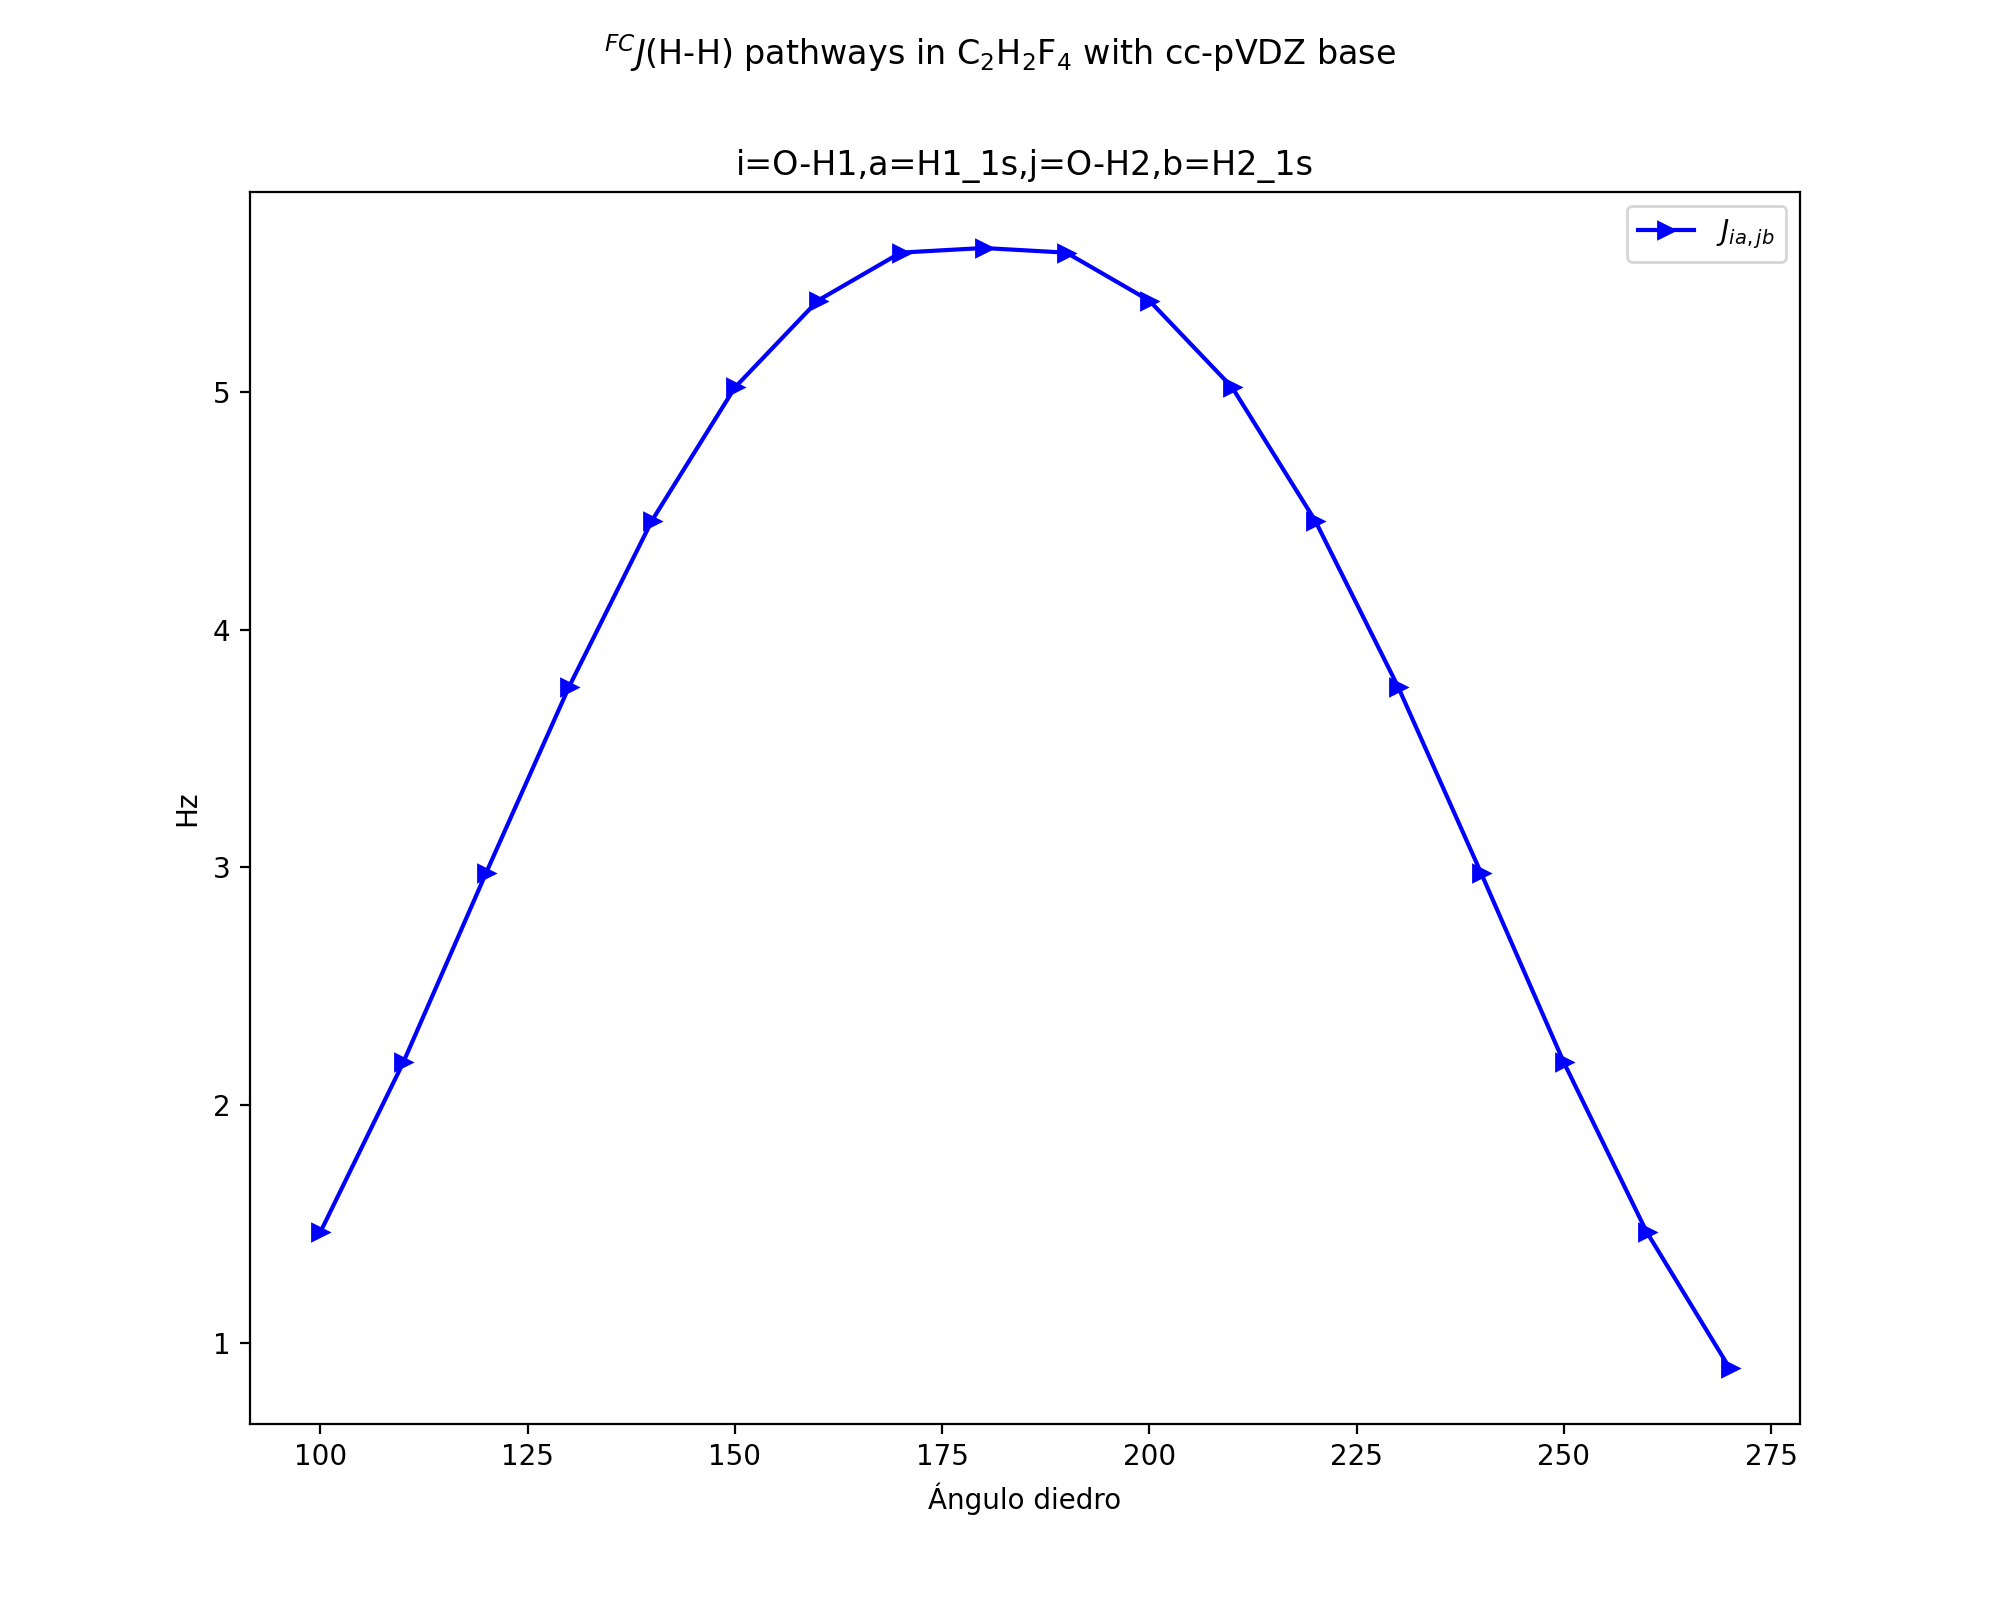 FCJ(H-H) pathways in C2H2F4 with cc-pVDZ base
i=O-H1,a=H1_1s,j=O-H2,b=H2_1s
Jia,jb
5
4
3
2
1
Hz
100 125 150 175 200 225 250 275
Ángulo diedro